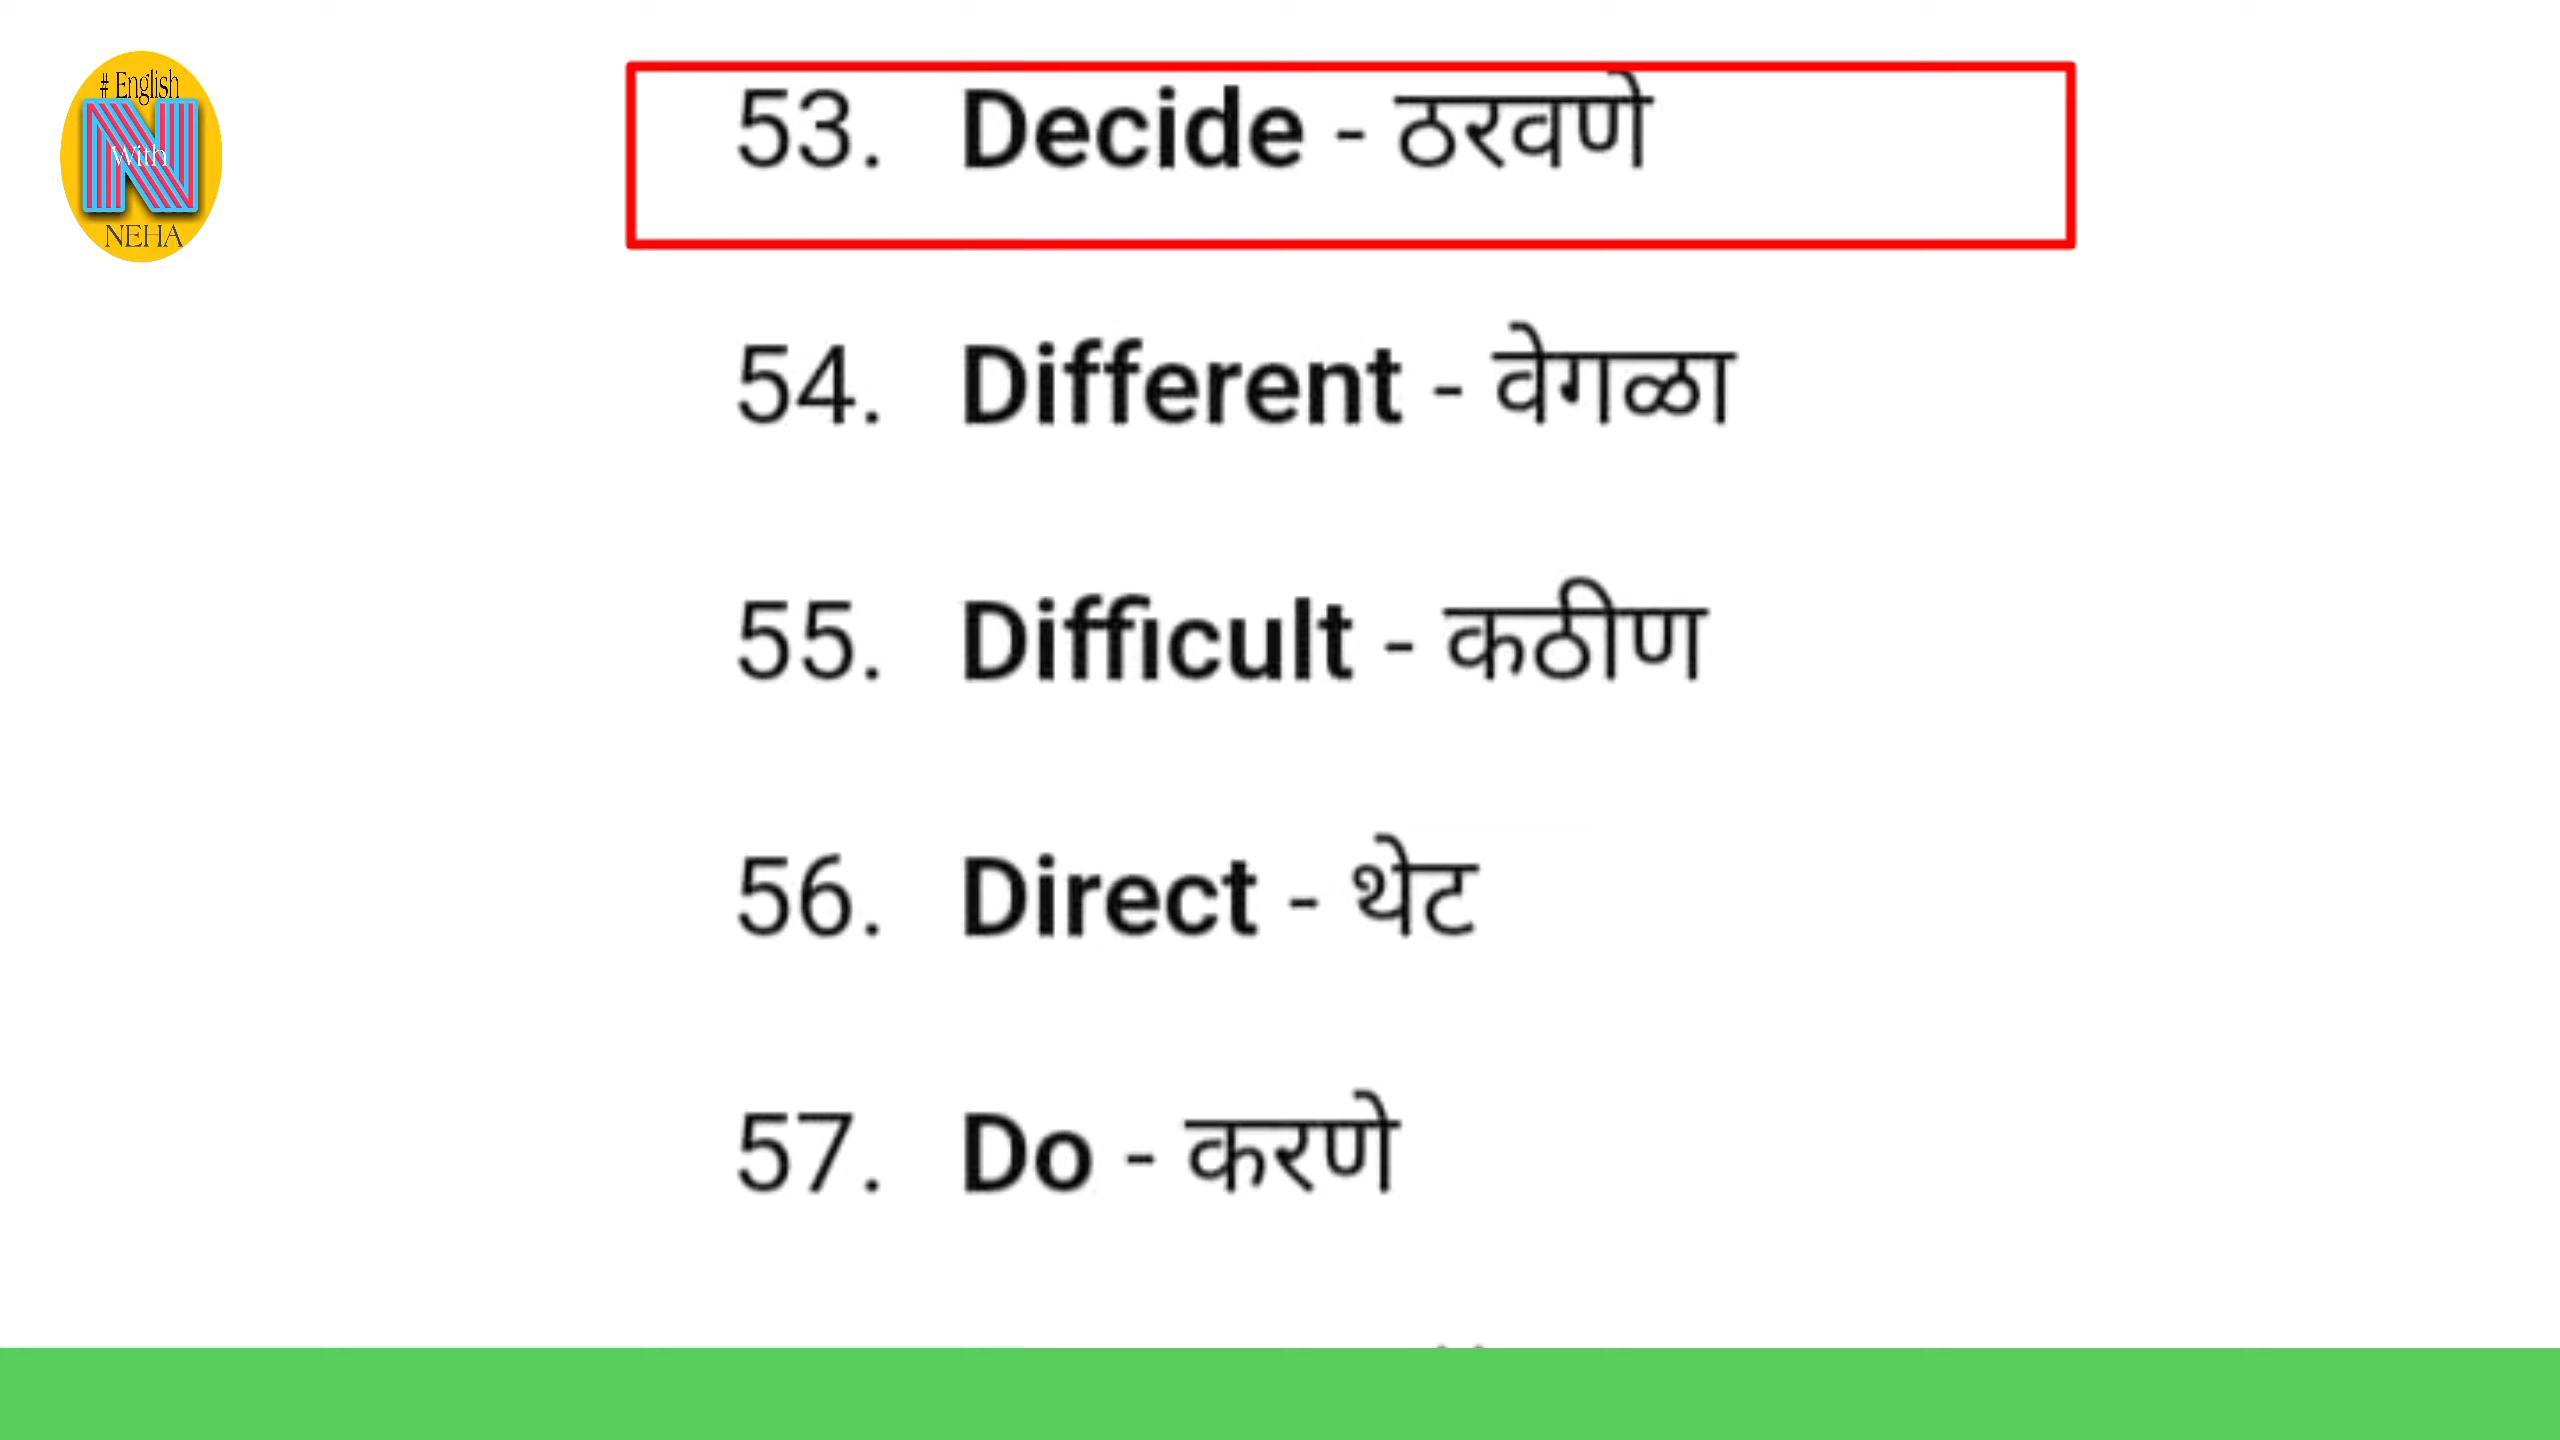 # English
With
NEHA
53. Decide - ठरवणे
54. Different - वेगळा
55. Difficult - कठीण
56. Direct - थेट
57. Do - करणे